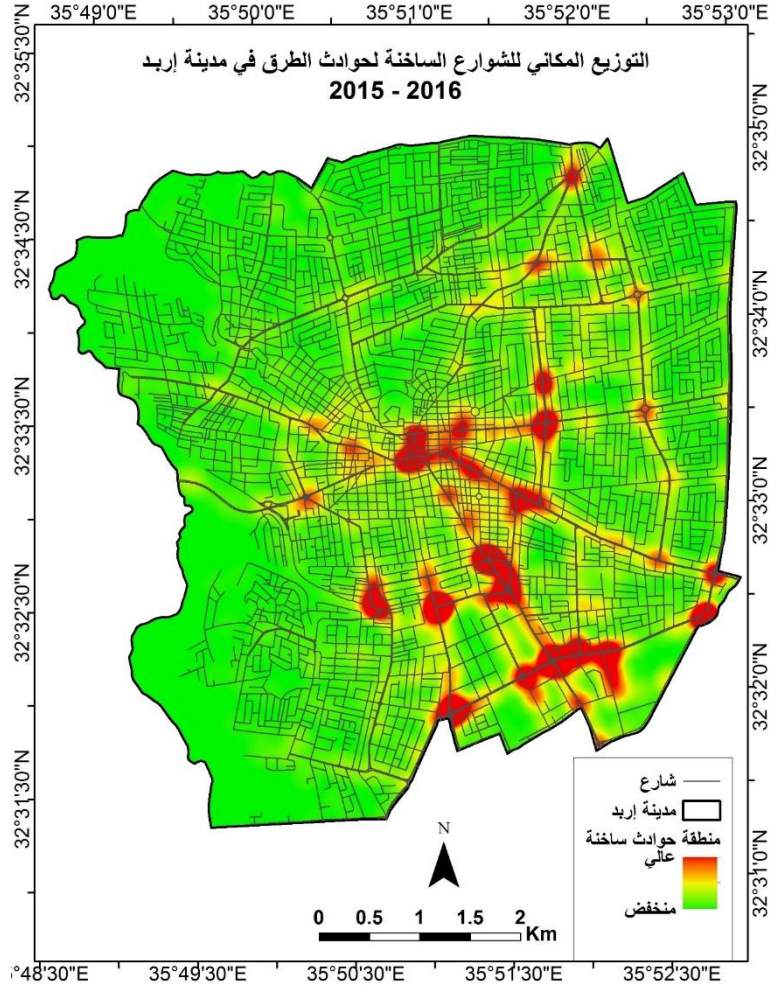 35°49'0"E 35°50'0"E 35°51'0"E 35°52'0"E 35°53'0"E
التوزيع المكاني للشوارع الساخنة لحوادث الطرق في مدينة إربد
2015 - 2016
32°35'30"N
32°34'30"N
32°33'30"N
32°32'30"N
32°31'30"N
32°35'0"N
32°34'0"N
32°33'0"N
32°32'0"N
32°31'0"N
شارع
مدينة إربد
منطقة حوادث ساخنة
عالي
منخفض
N
0 0.5 1 1.5 2
Km
5°48'30"E 35°49'30"E 35°50'30"E 35°51'30"E 35°52'30"E